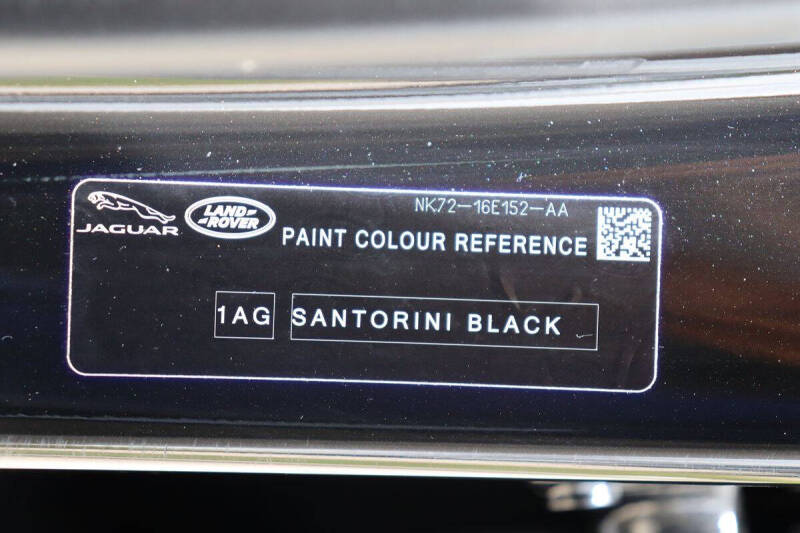 NK72-16E152-AA
JAGUAR
LAND ROVER
PAINT COLOUR REFERENCE
1AG SANTORINI BLACK